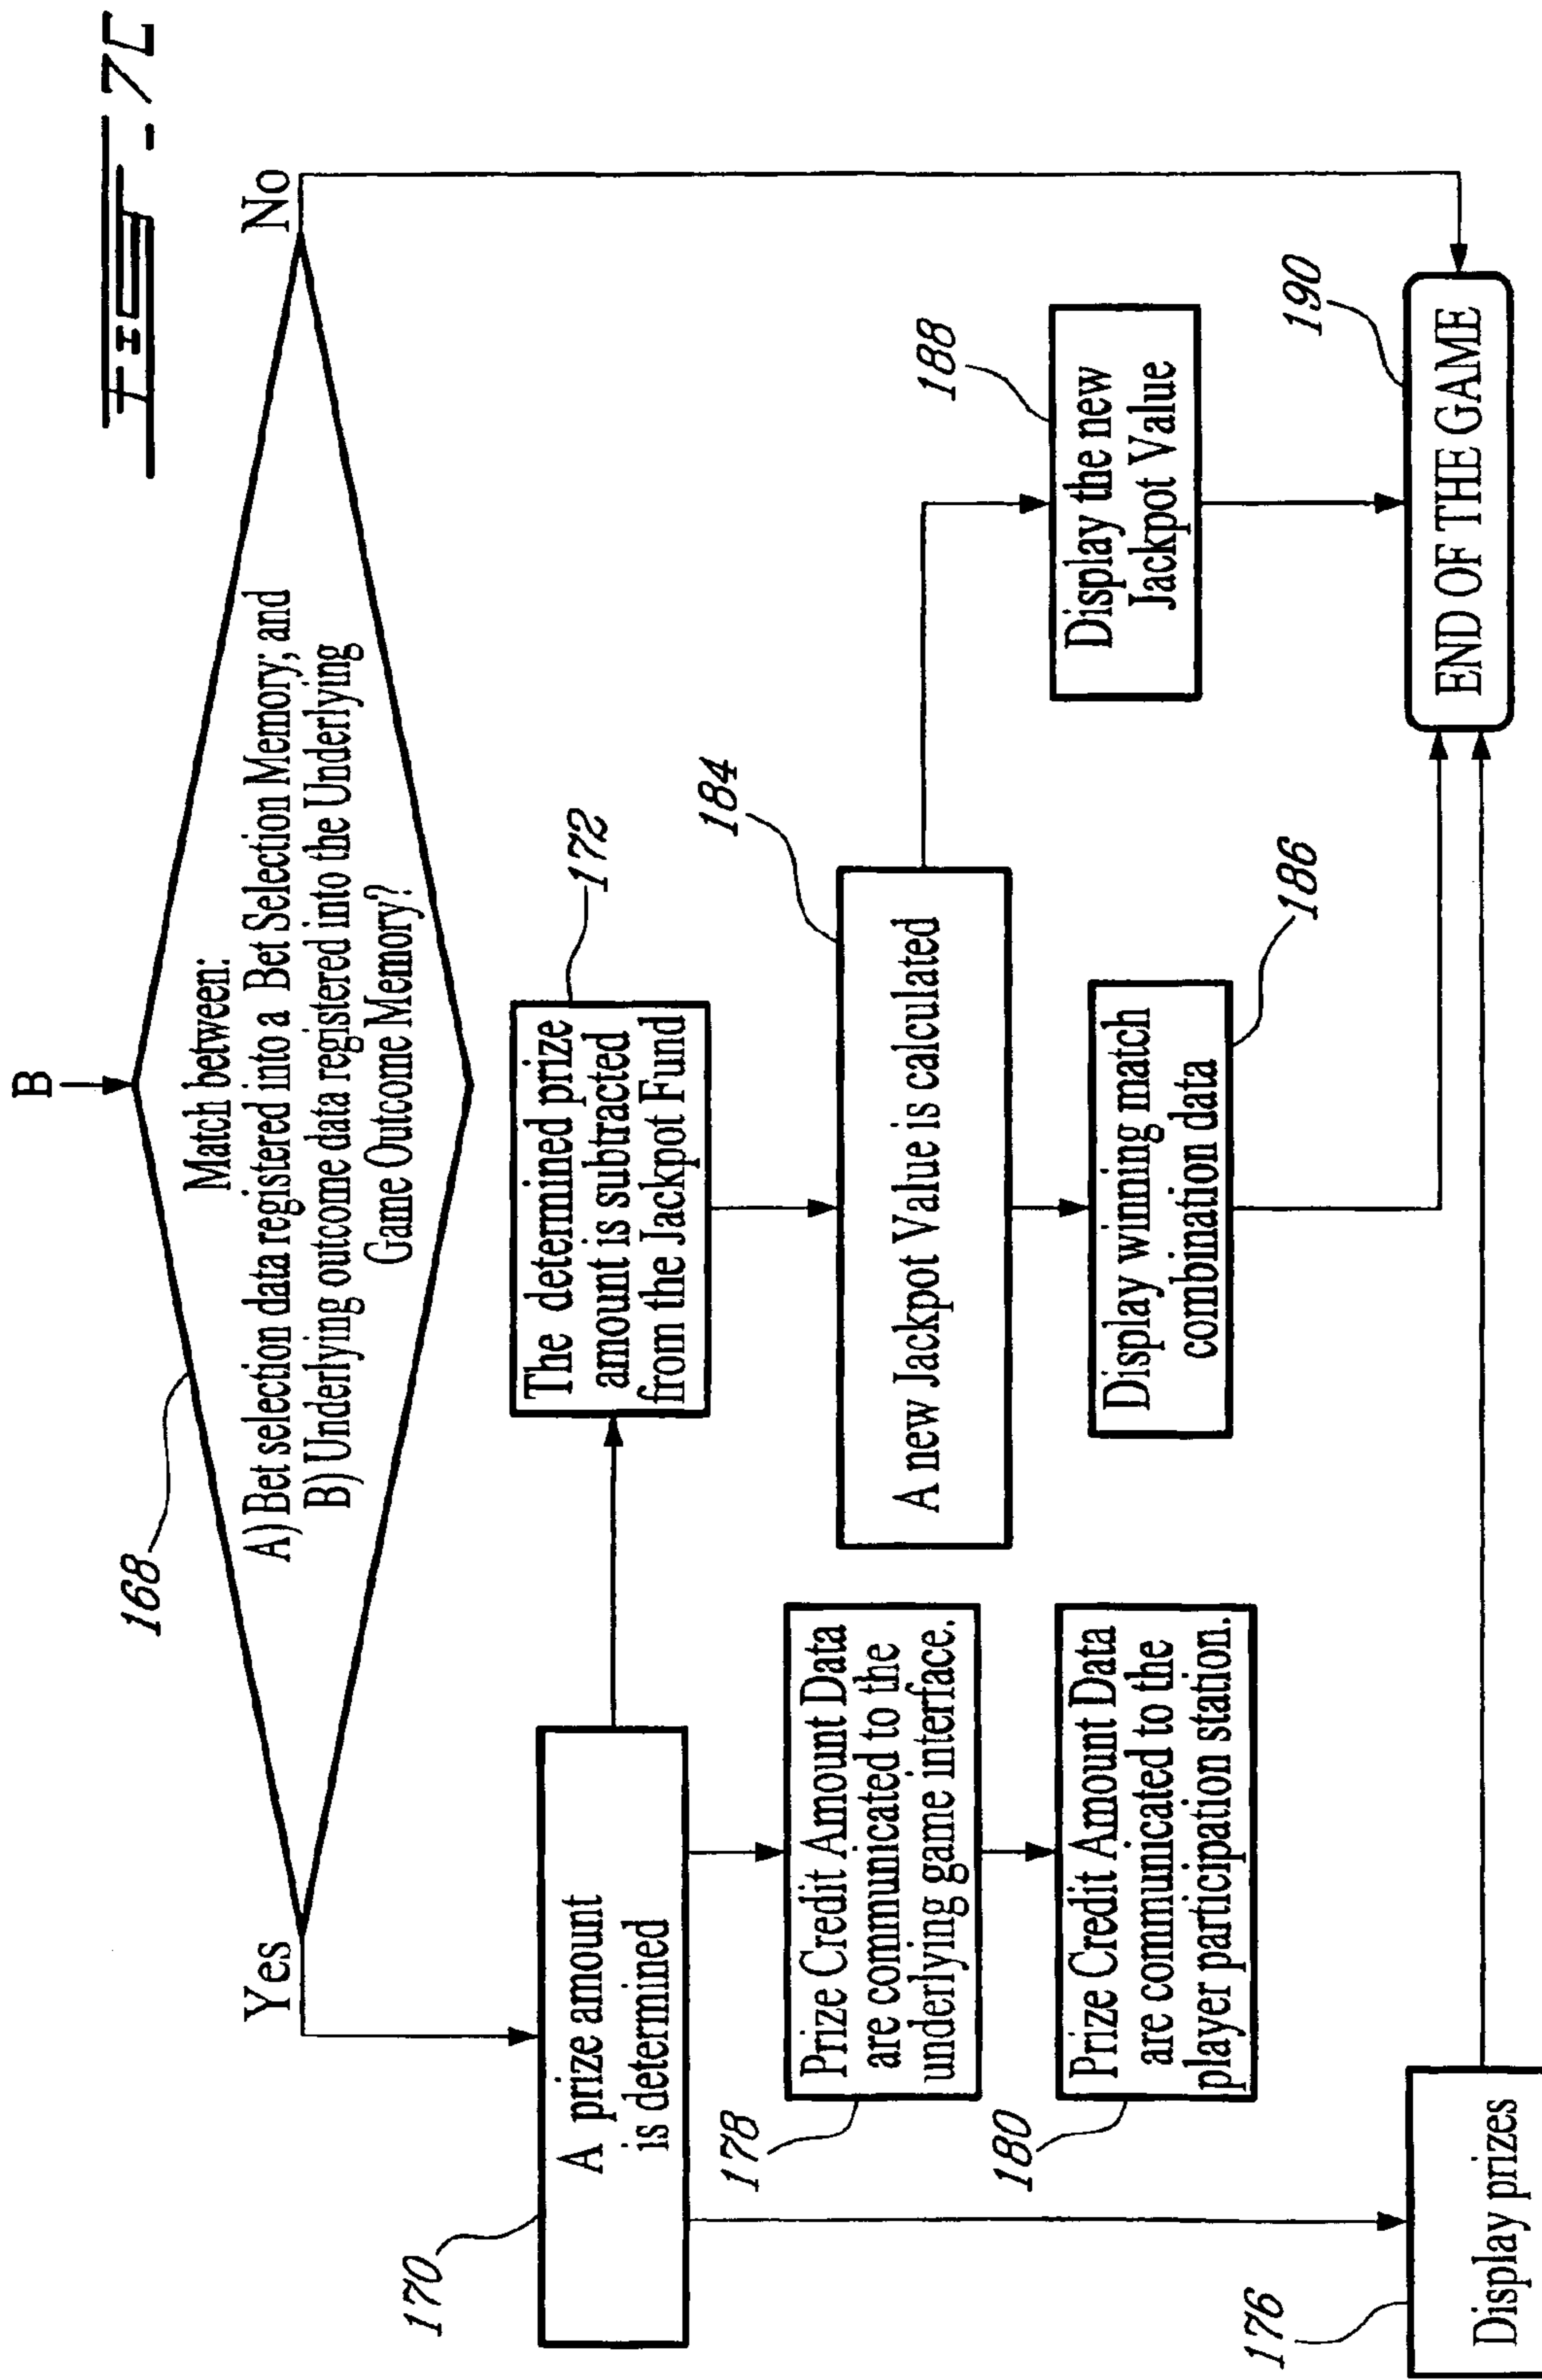 FIG-7C
B
168
Match between:
A) Bet selection data registered into a Bet Selection Memory; and
B) Underlying outcome data registered into the Underlying
Game Outcome Memory?
Yes
No
170
A prize amount
is determined
172
The determined prize
amount is subtracted
from the Jackpot Fund
178
Prize Credit Amount Data
are communicated to the
underlying game interface.
184
A new Jackpot Value is calculated
188
Display the new
Jackpot Value
180
Prize Credit Amount Data
are communicated to the
player participation station.
186
Display winning match
combination data
176
Display prizes
190
END OF THE GAME